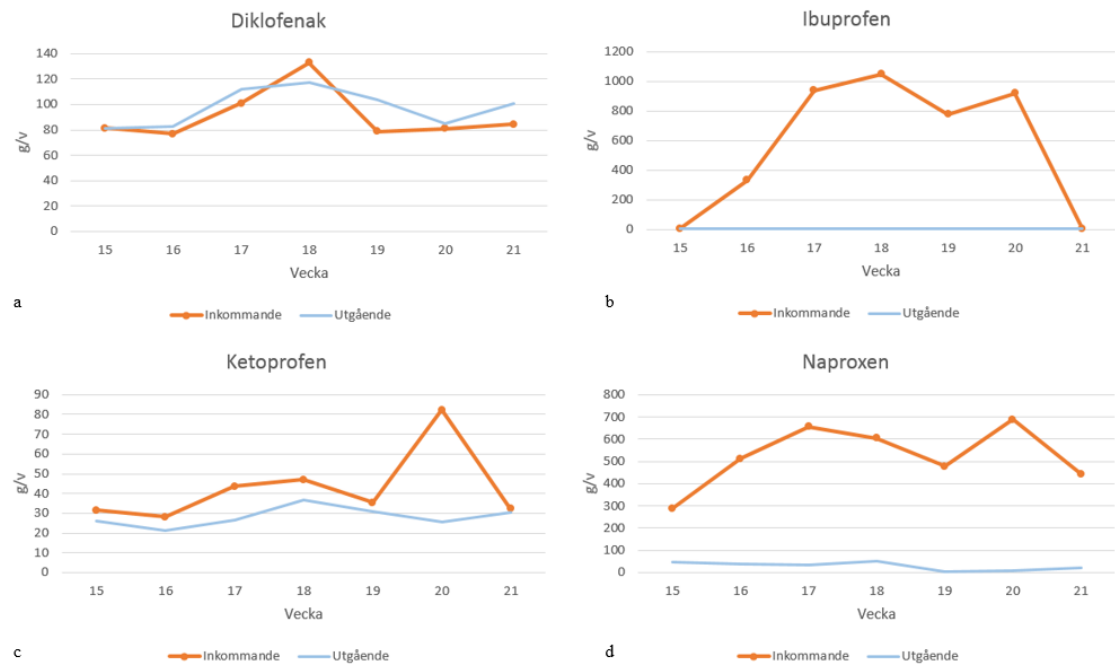 Diklofenak
140
120
100
80
60
40
20
0
g/v
15 16 17 18 19 20 21
Vecka
Inkommande Utgående
a
Ibuprofen
1200
1000
800
600
400
200
0
g/v
15 16 17 18 19 20 21
Vecka
Inkommande Utgående
b
Ketoprofen
90
80
70
60
50
40
30
20
10
0
g/v
15 16 17 18 19 20 21
Vecka
Inkommande Utgående
c
Naproxen
800
700
600
500
400
300
200
100
0
g/v
15 16 17 18 19 20 21
Vecka
Inkommande Utgående
d